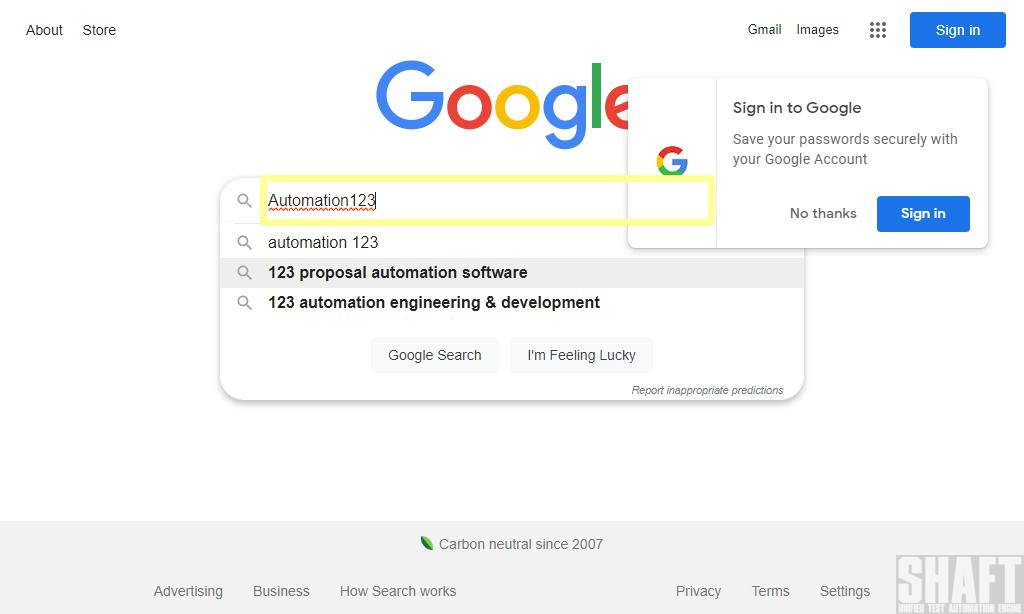 About Store
Gmail Images
Sign in
Google
Sign in to Google
Save your passwords securely with
your Google Account
No thanks
Sign in
Automation123
automation 123
123 proposal automation software
123 automation engineering & development
Google Search
I'm Feeling Lucky
Report inappropriate predictions
Carbon neutral since 2007
Advertising Business How Search works
Privacy Terms Settings
SHAFT
UNIFIED TEST AUTOMATION ENGINE